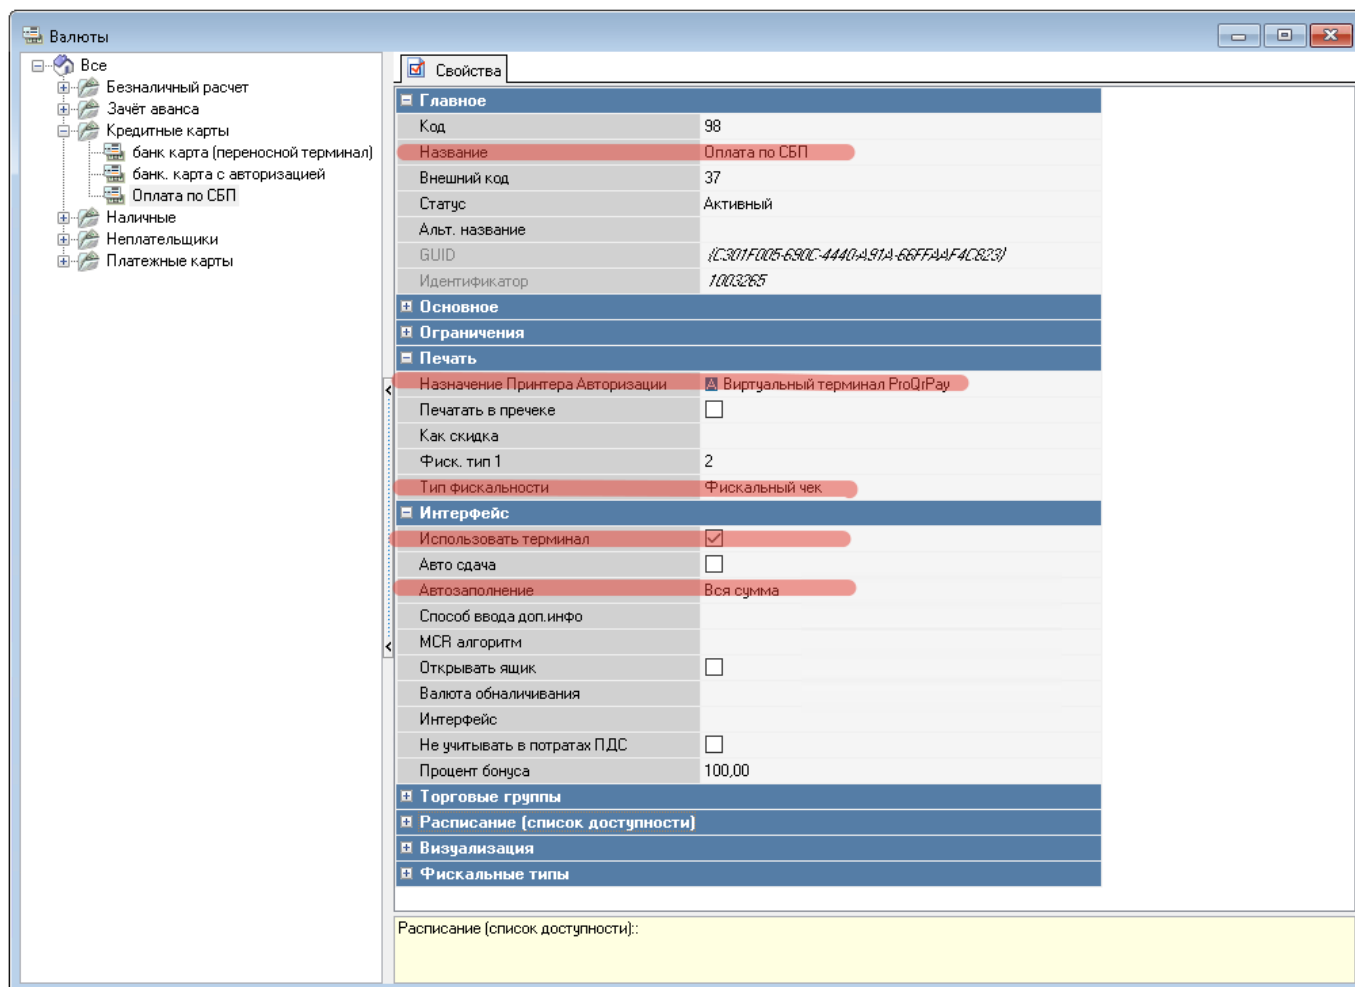 Валюты
Все
Безналичный расчет
Зачёт аванса
Кредитные карты
банк карта (переносной терминал)
банк. карта с авторизацией
Оплата по СБП
Наличные
Неплательщики
Платежные карты
Свойства
Главное
Код 98
Название Оплата по СБП
Внешний код 37
Статус Активный
Альт. название
GUID {C301F005-690C-4440-A91A-66FFAAF4C823}
Идентификатор 1003265
Основное
Ограничения
Печать
Назначение Принтера Авторизации A Виртуальный терминал ProQrPay
Печатать в пречеке
Как скидка
Фиск. тип 1 2
Тип фискальности Фискальный чек
Интерфейс
Использовать терминал
Авто сдача
Автозаполнение Вся сумма
Способ ввода доп.инфо
MCR алгоритм
Открывать ящик
Валюта обналичивания
Интерфейс
Не учитывать в потратах ПДС
Процент бонуса 100,00
Торговые группы
Расписание (список доступности)
Визуализация
Фискальные типы
Расписание (список доступности)::